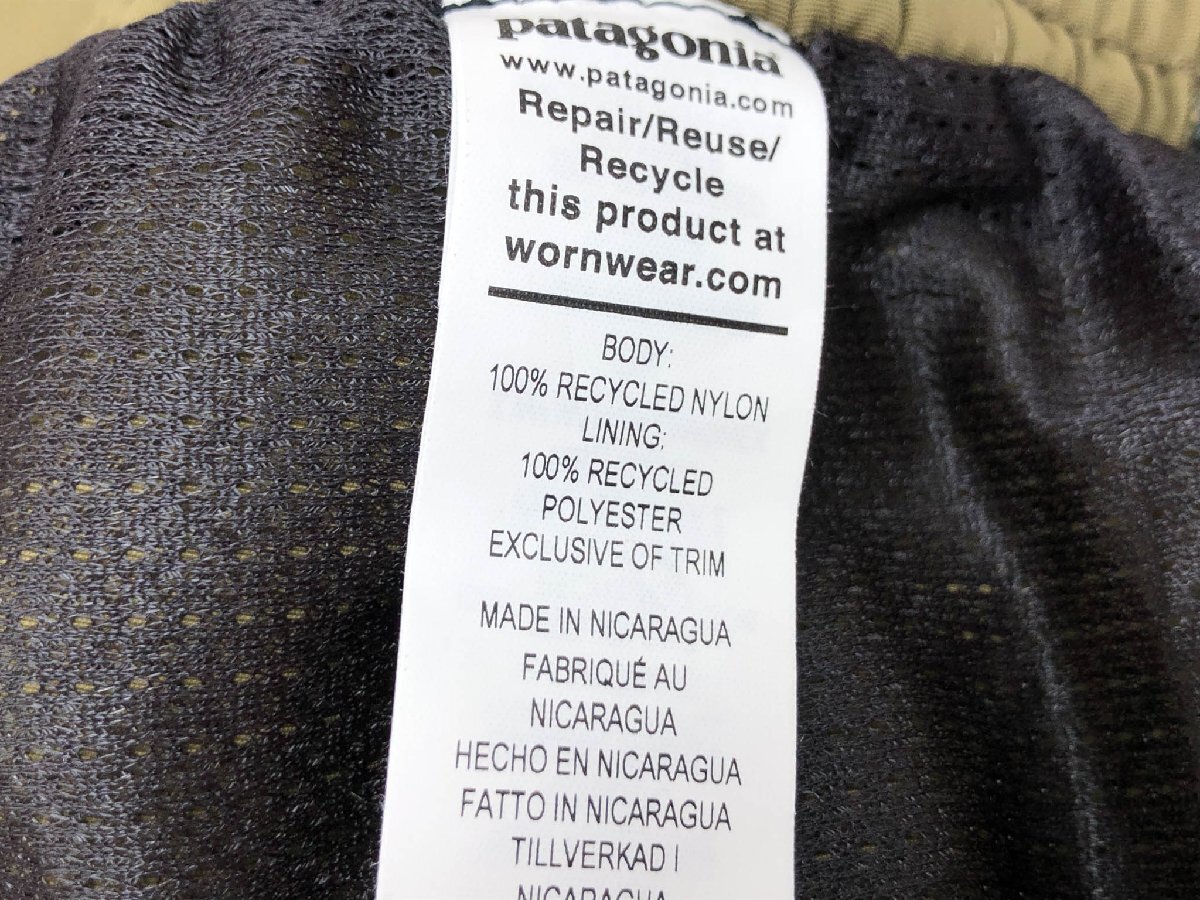 patagonia
www.patagonia.com
Repair/Reuse/
Recycle
this product at
wornwear.com
BODY:
100% RECYCLED NYLON
LINING:
100% RECYCLED
POLYESTER
EXCLUSIVE OF TRIM
MADE IN NICARAGUA
FABRIQUÉ AU
NICARAGUA
HECHO EN NICARAGUA
FATTO IN NICARAGUA
TILLVERKAD I
NICARAGUA